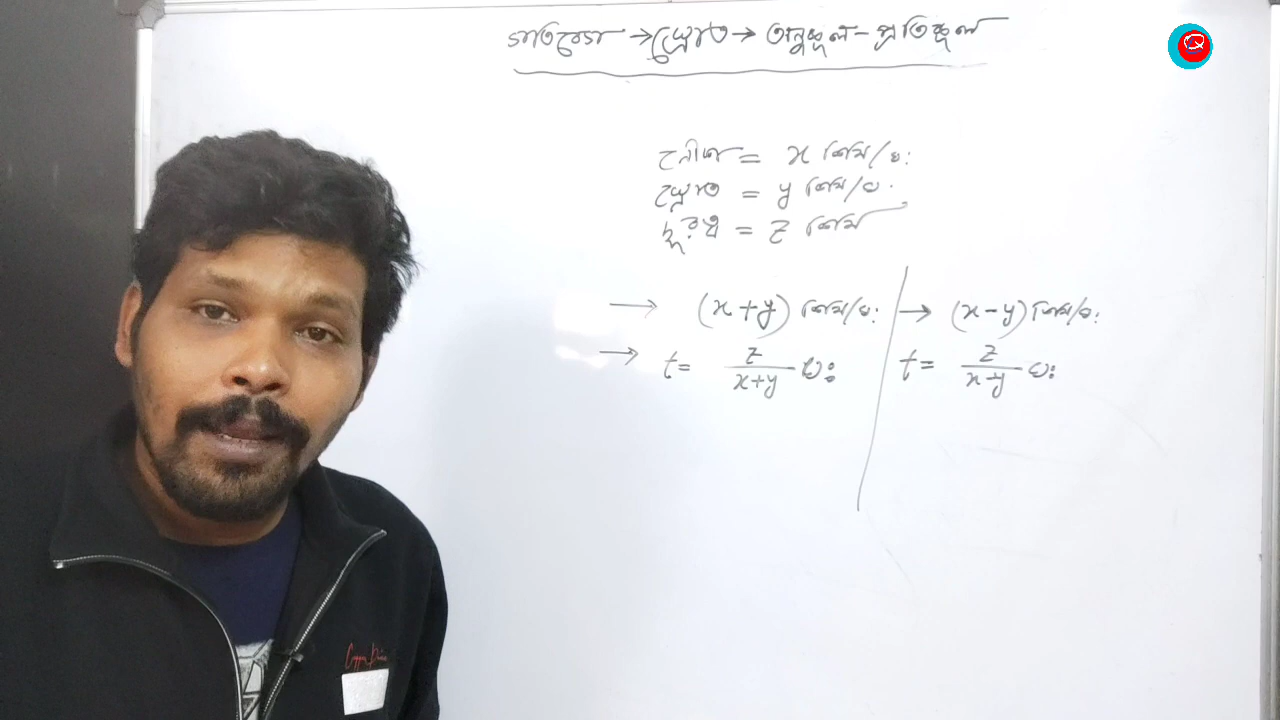 গতিবেগ → স্রোত → অনুকূল - প্রতিকূল
নৌকা = x কিমি/ঘ:
স্রোত = y কিমি/ঘ.
দূরত্ব = z কিমি
→ (x+y) কিমি/ঘ:
→ t = z/(x+y) ঘ:
→ (x-y) কিমি/ঘ:
t = z/(x-y) ঘ: